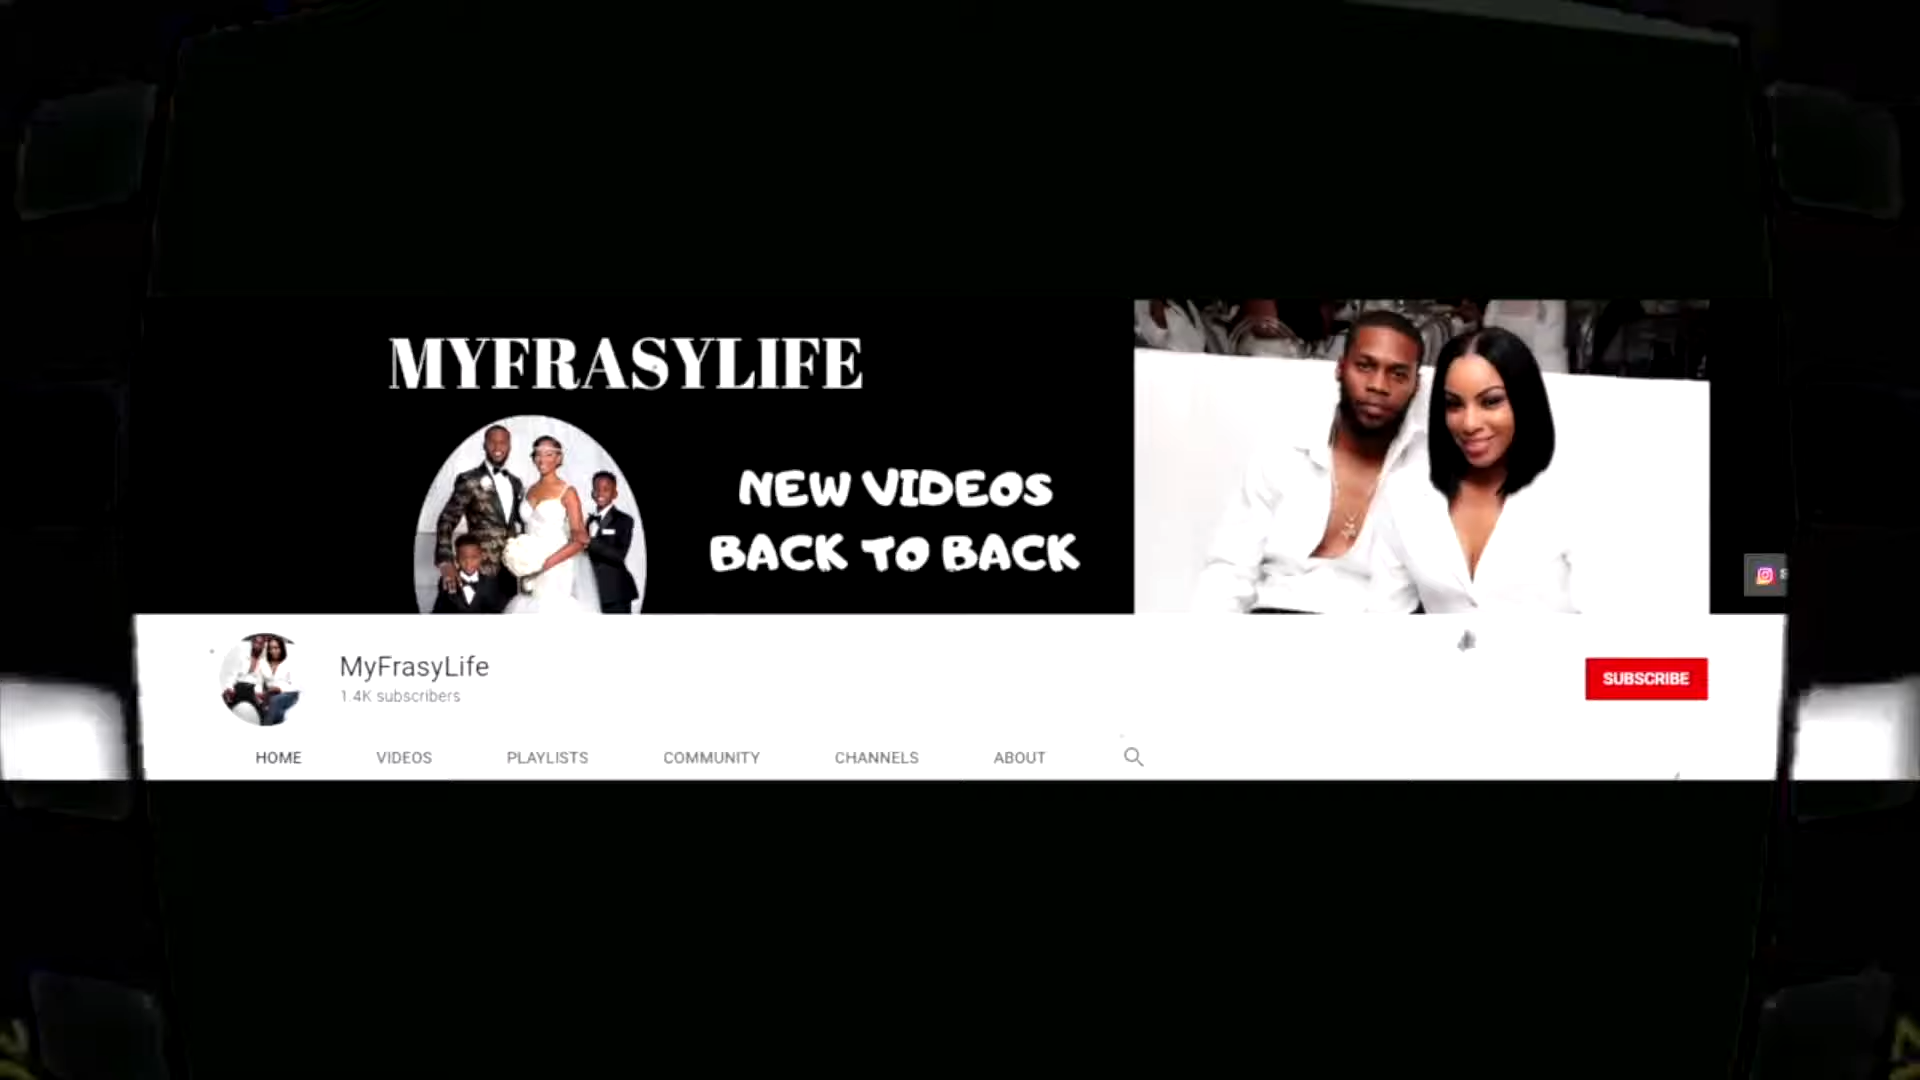 MYFRASYLIFE
NEW VIDEOS
BACK TO BACK
MyFrasyLife
1.4K subscribers
SUBSCRIBE
HOME VIDEOS PLAYLISTS COMMUNITY CHANNELS ABOUT